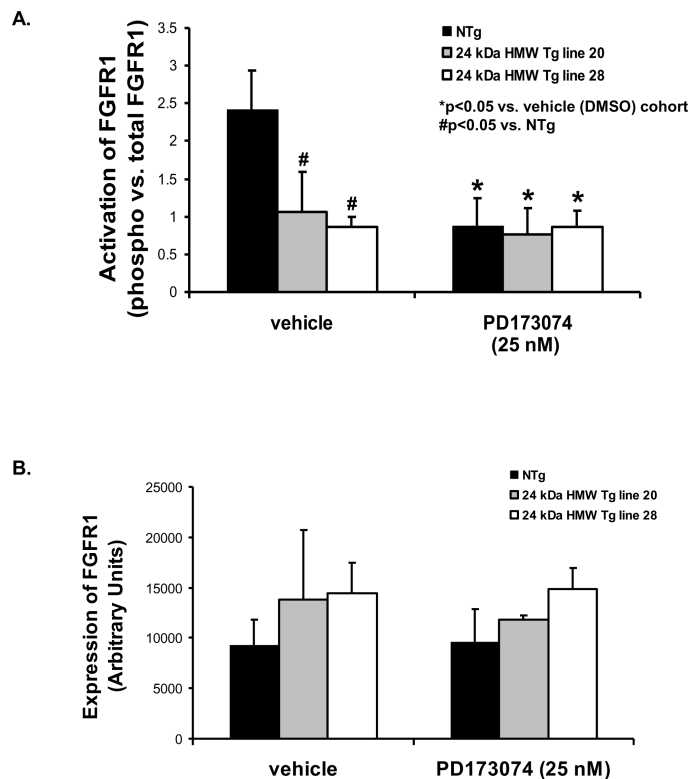 A.
Activation of FGFR1
(phospho vs. total FGFR1)
3.5
3
2.5
2
1.5
1
0.5
0
NTg
24 kDa HMW Tg line 20
24 kDa HMW Tg line 28
*p<0.05 vs. vehicle (DMSO) cohort
#p<0.05 vs. NTg
# # * * *
vehicle PD173074
(25 nM)
B.
Expression of FGFR1
(Arbitrary Units)
25000
20000
15000
10000
5000
0
NTg
24 kDa HMW Tg line 20
24 kDa HMW Tg line 28
vehicle PD173074 (25 nM)